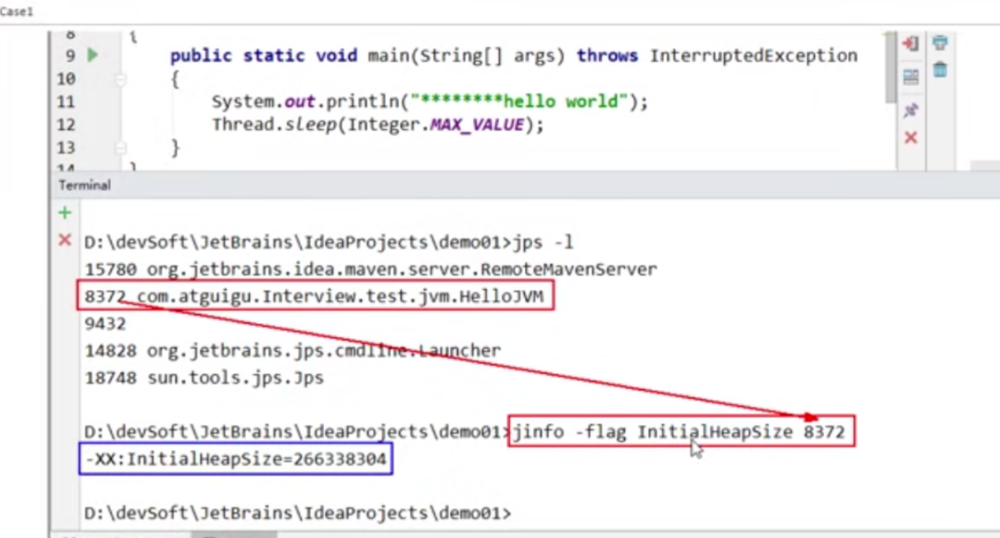 Case1
8 {
9 public static void main(String[] args) throws InterruptedException
10 {
11 System.out.println("********hello world");
12 Thread.sleep(Integer.MAX_VALUE);
13 }
14 }
Terminal
D:\devSoft\JetBrains\IdeaProjects\demo01>jps -l
15780 org.jetbrains.idea.maven.server.RemoteMavenServer
8372 com.atguigu.Interview.test.jvm.HelloJVM
9432
14828 org.jetbrains.jps.cmdline.Launcher
18748 sun.tools.jps.Jps
D:\devSoft\JetBrains\IdeaProjects\demo01>jinfo -flag InitialHeapSize 8372
-XX:InitialHeapSize=266338304
D:\devSoft\JetBrains\IdeaProjects\demo01>